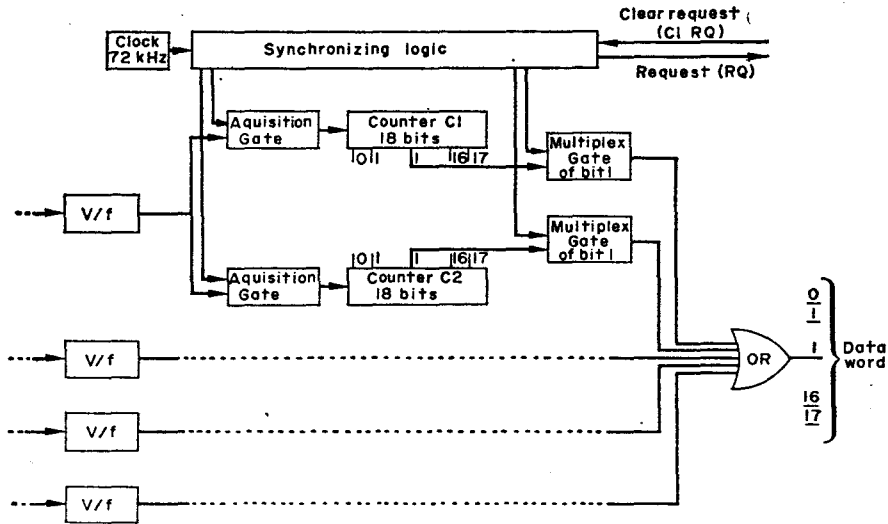 Clear request
(Cl RQ)
Request (RQ)
Clock
72 kHz
Synchronizing logic
Aquisition
Gate
Counter C1
18 bits
0 1 1 16 17
Multiplex
Gate
of bit 1
V/f
0 1 1 16 17
Multiplex
Gate
of bit 1
Aquisition
Gate
Counter C2
18 bits
0
1
V/f
OR
1
Data
word
16
17
V/f
V/f